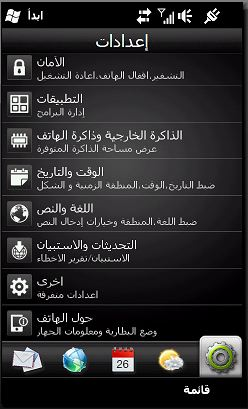 ابدأ
إعدادات
الأمان
التشفير,اقفال الهاتف,اعادة التشغيل
التطبيقات
إدارة البرامج
الذاكرة الخارجية وذاكرة الهاتف
عرض مساحة الذاكرة المتوفرة
الوقت والتاريخ
ضبط التاريخ,الوقت,المنطقة الزمنية و الشكل
اللغة والنص
ضبط اللغة,المنطقة وخيارات إدخال النص
التحديثات والاستبيان
الاستبيان/تقرير الأخطاء
اخرى
اعدادات متفرقة
حول الهاتف
وضع البطارية ومعلومات الجهاز
26
قائمة